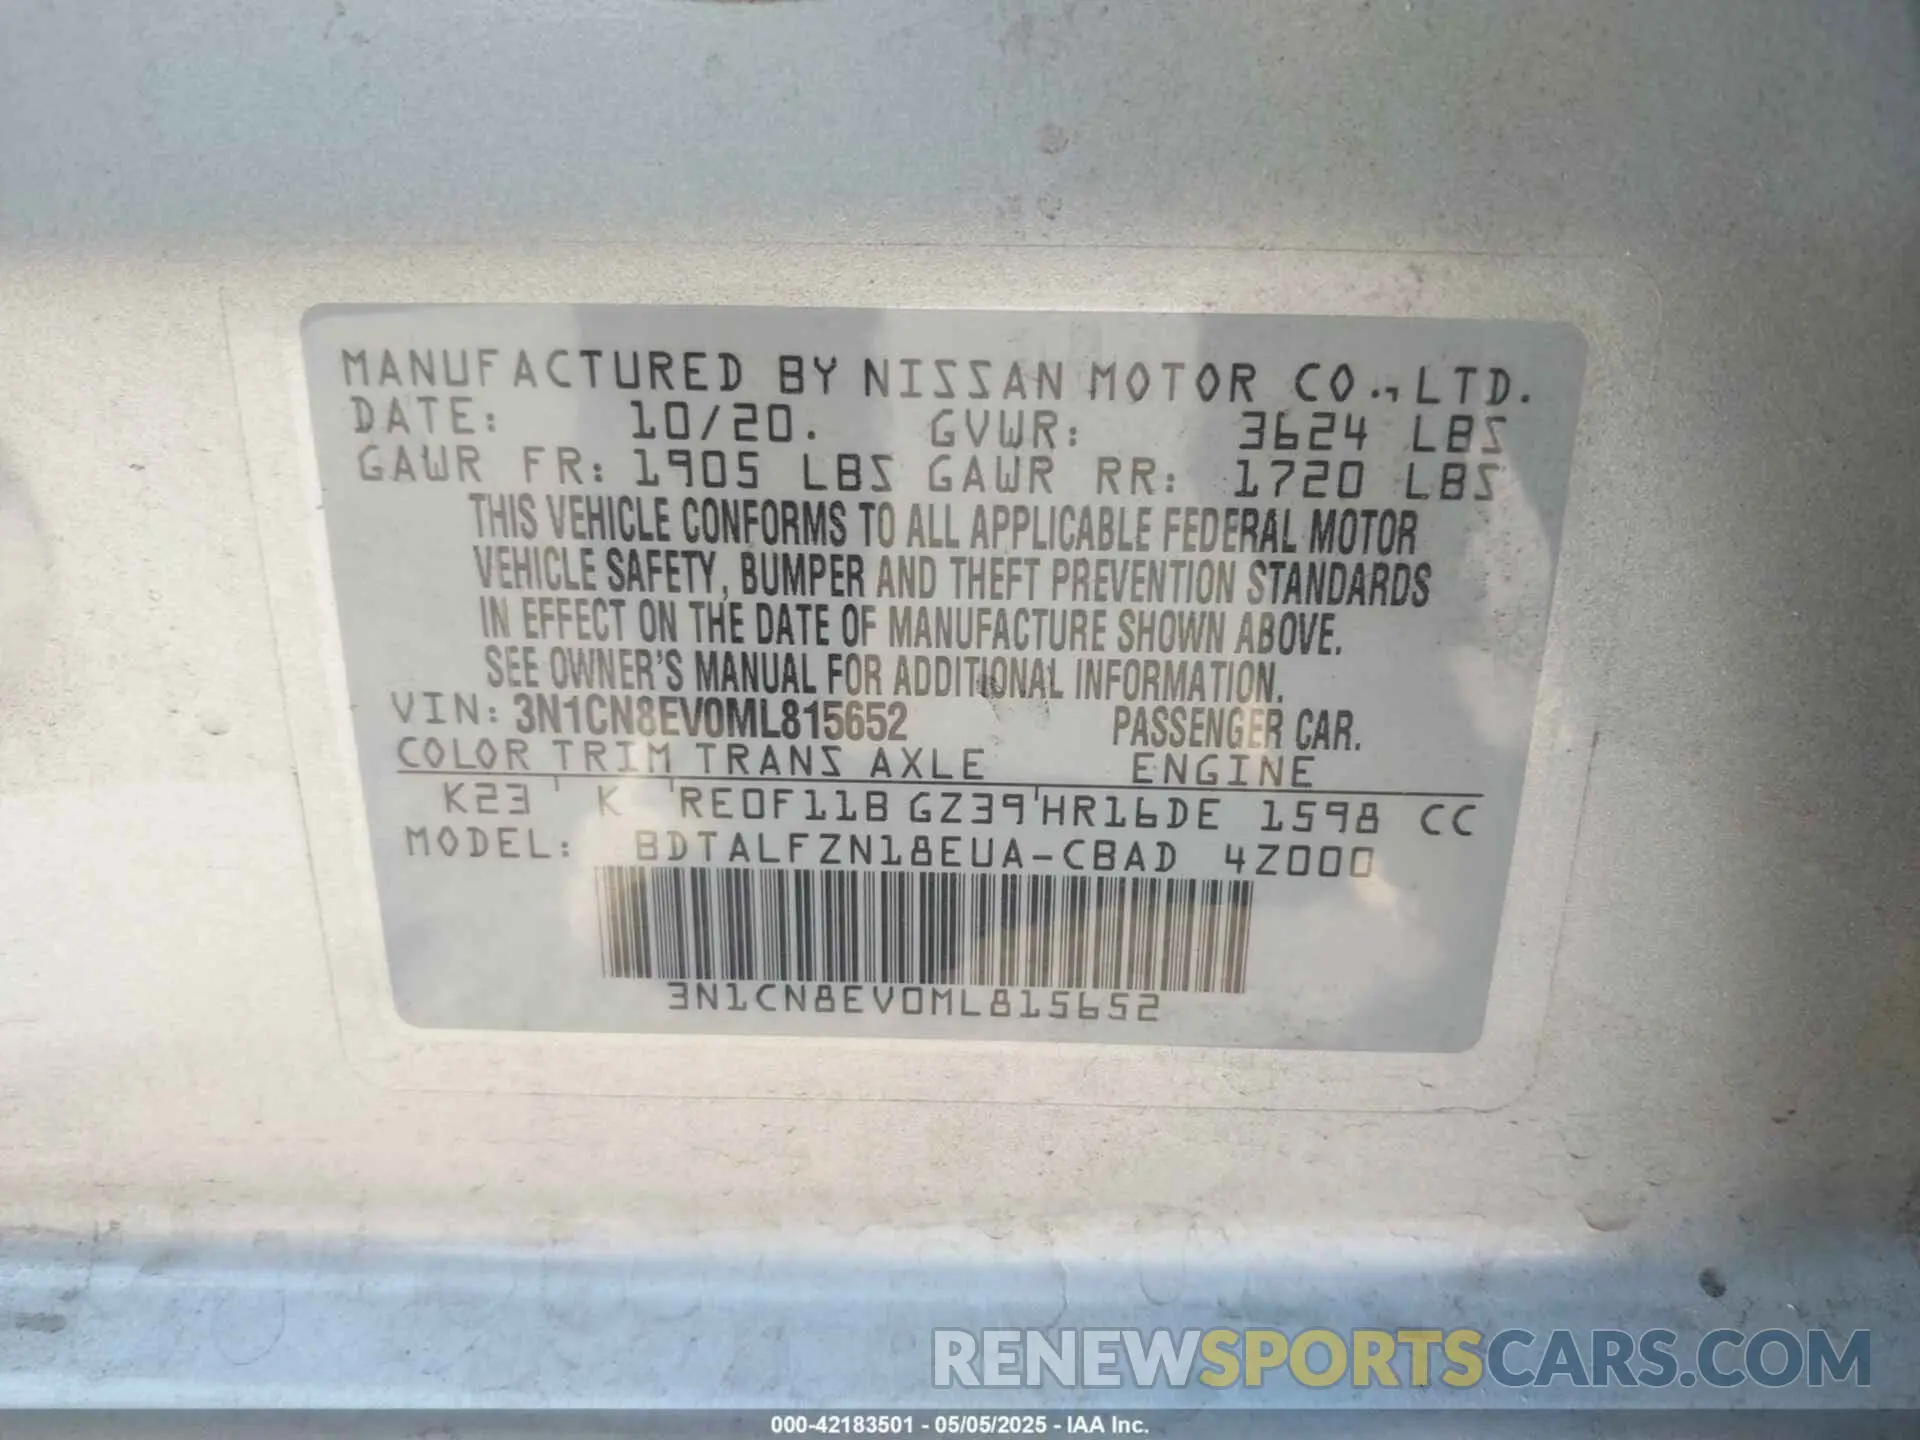 MANUFACTURED BY NISSAN MOTOR CO., LTD.
DATE: 10/20. GVWR: 3624 LBS
GAWR FR: 1905 LBS GAWR RR: 1720 LBS
THIS VEHICLE CONFORMS TO ALL APPLICABLE FEDERAL MOTOR
VEHICLE SAFETY, BUMPER AND THEFT PREVENTION STANDARDS
IN EFFECT ON THE DATE OF MANUFACTURE SHOWN ABOVE.
SEE OWNER'S MANUAL FOR ADDITIONAL INFORMATION.
VIN: 3N1CN8EV0ML815652 PASSENGER CAR.
COLOR TRIM TRANS AXLE ENGINE
K23 K RE0F11B GZ39 HR16DE 1598 CC
MODEL: BDTALFZN18EUA-CBAD 4Z000
3N1CN8EV0ML815652
RENEWSPORTSCARS.COM
000-42183501 - 05/05/2025 - IAA Inc.